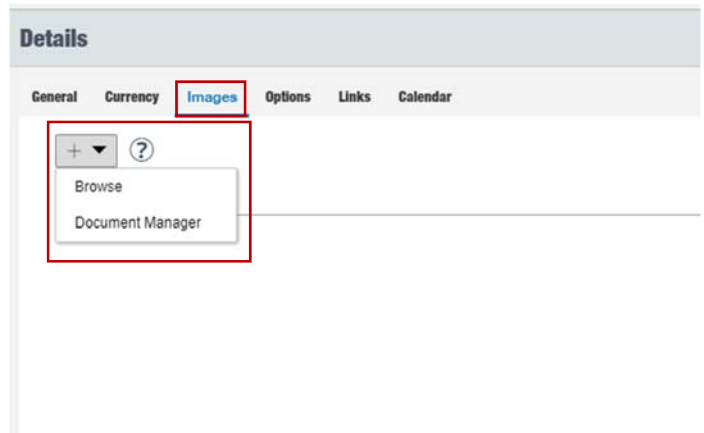 Details
General Currency Images Options Links Calendar
+ ▼ ?
Browse
Document Manager